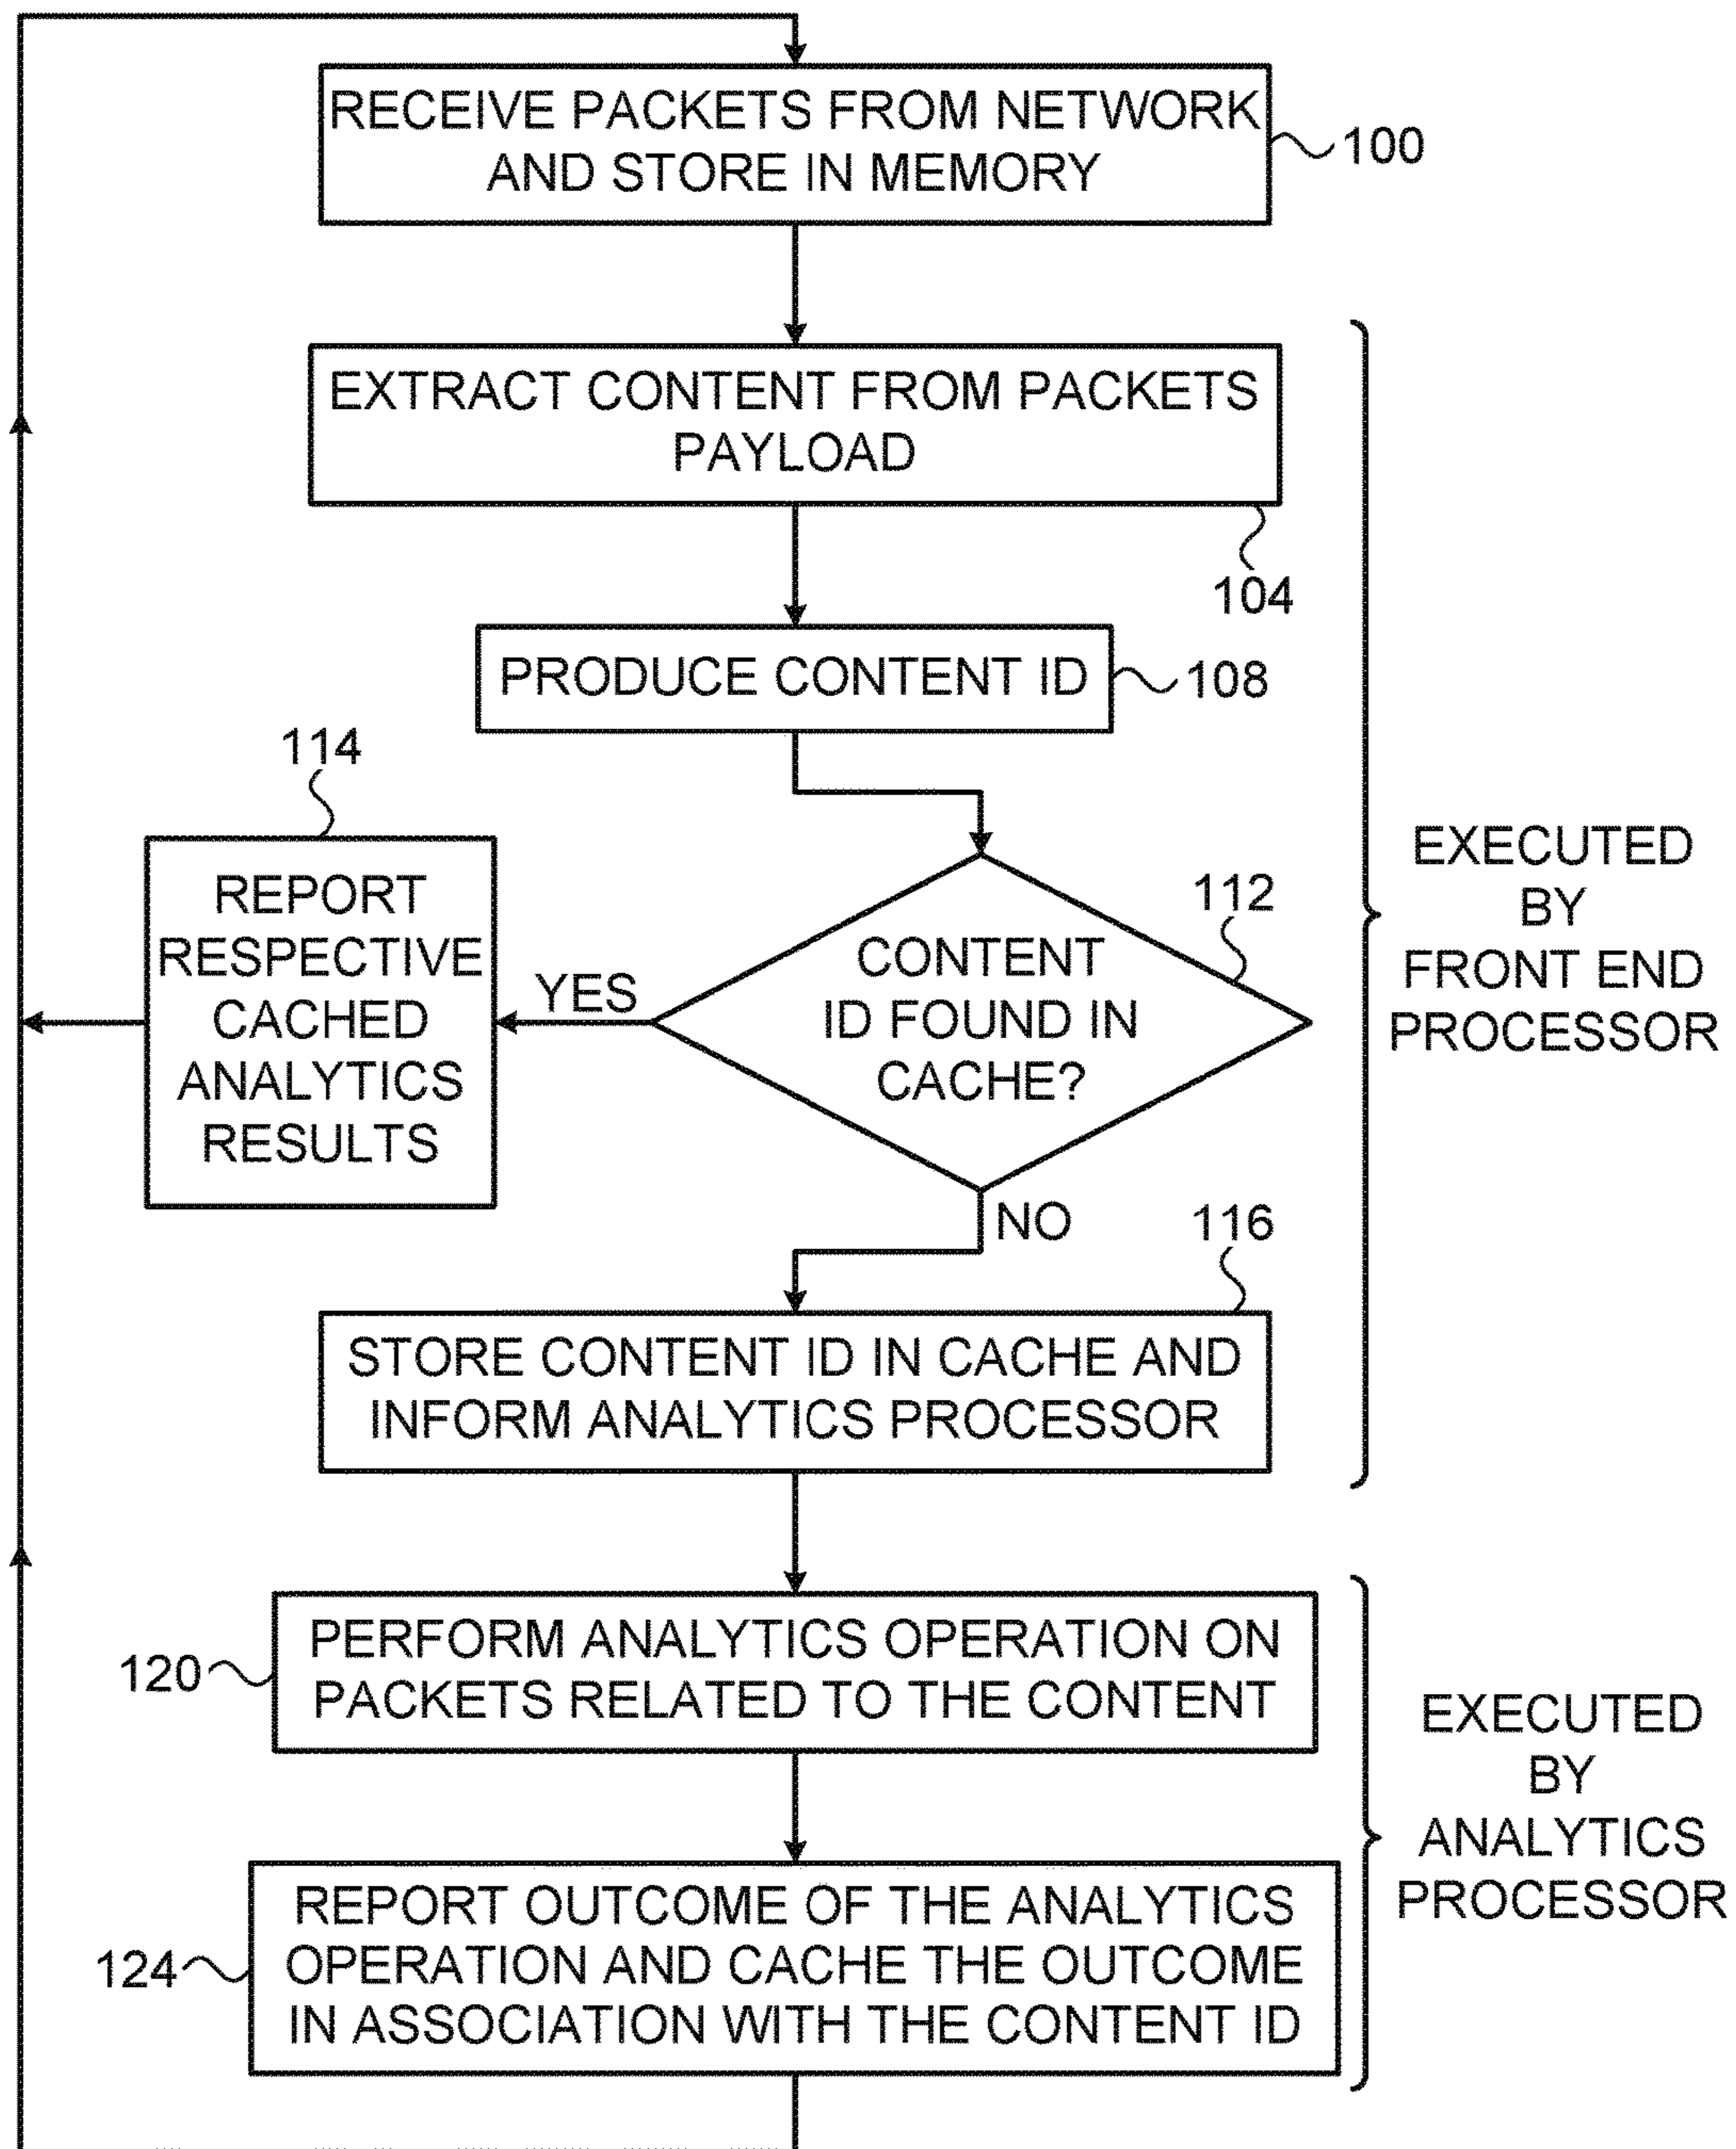 RECEIVE PACKETS FROM NETWORK
AND STORE IN MEMORY
100
EXTRACT CONTENT FROM PACKETS
PAYLOAD
104
PRODUCE CONTENT ID
108
114
REPORT
RESPECTIVE
CACHED
ANALYTICS
RESULTS
YES
112
CONTENT
ID FOUND IN
CACHE?
NO
EXECUTED
BY
FRONT END
PROCESSOR
116
STORE CONTENT ID IN CACHE AND
INFORM ANALYTICS PROCESSOR
120
PERFORM ANALYTICS OPERATION ON
PACKETS RELATED TO THE CONTENT
124
REPORT OUTCOME OF THE ANALYTICS
OPERATION AND CACHE THE OUTCOME
IN ASSOCIATION WITH THE CONTENT ID
EXECUTED
BY
ANALYTICS
PROCESSOR